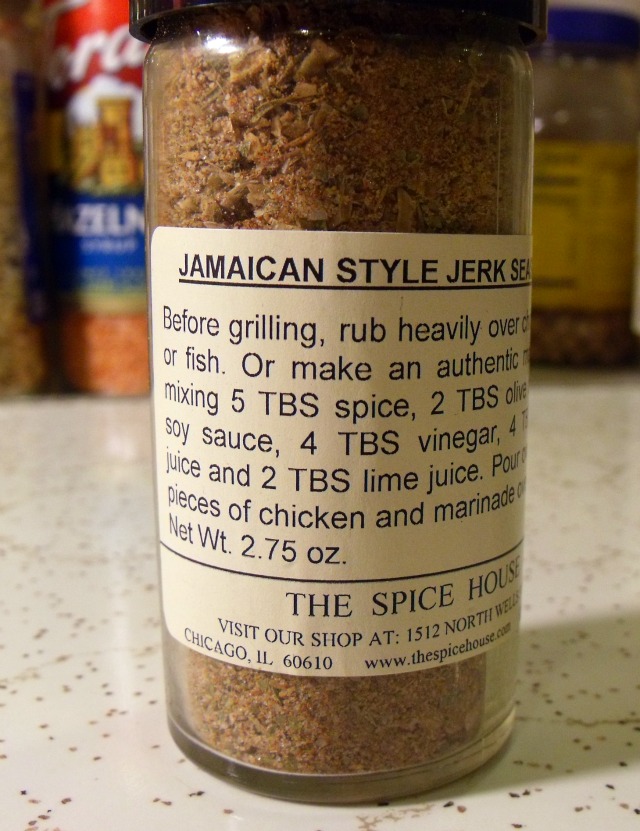 JAMAICAN STYLE JERK
Before grilling, rub heavily over
or fish. Or make an authentic
mixing 5 TBS spice, 2 TBS olive
soy sauce, 4 TBS vinegar, 4
juice and 2 TBS lime juice. Pour
pieces of chicken and marinade
Net Wt. 2.75 oz.
THE SPICE HOUSE
VISIT OUR SHOP AT: 1512 NORTH WELLS
CHICAGO, IL 60610 www.thespicehouse.com
SYRUP